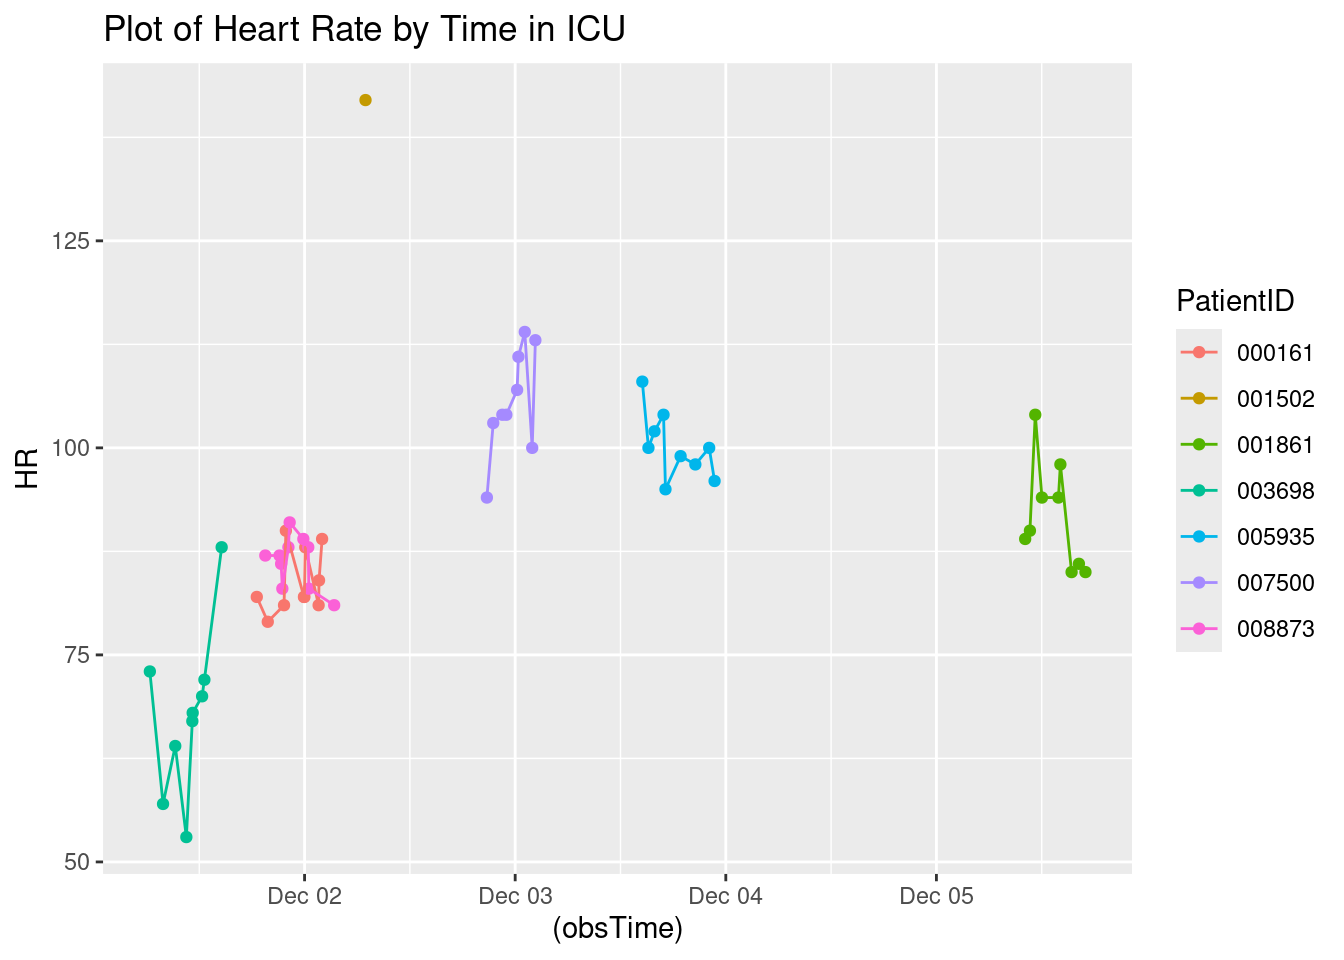 Plot of Heart Rate by Time in ICU
125
100
75
50
HR
Dec 02 Dec 03 Dec 04 Dec 05
(obsTime)
PatientID
000161
001502
001861
003698
005935
007500
008873